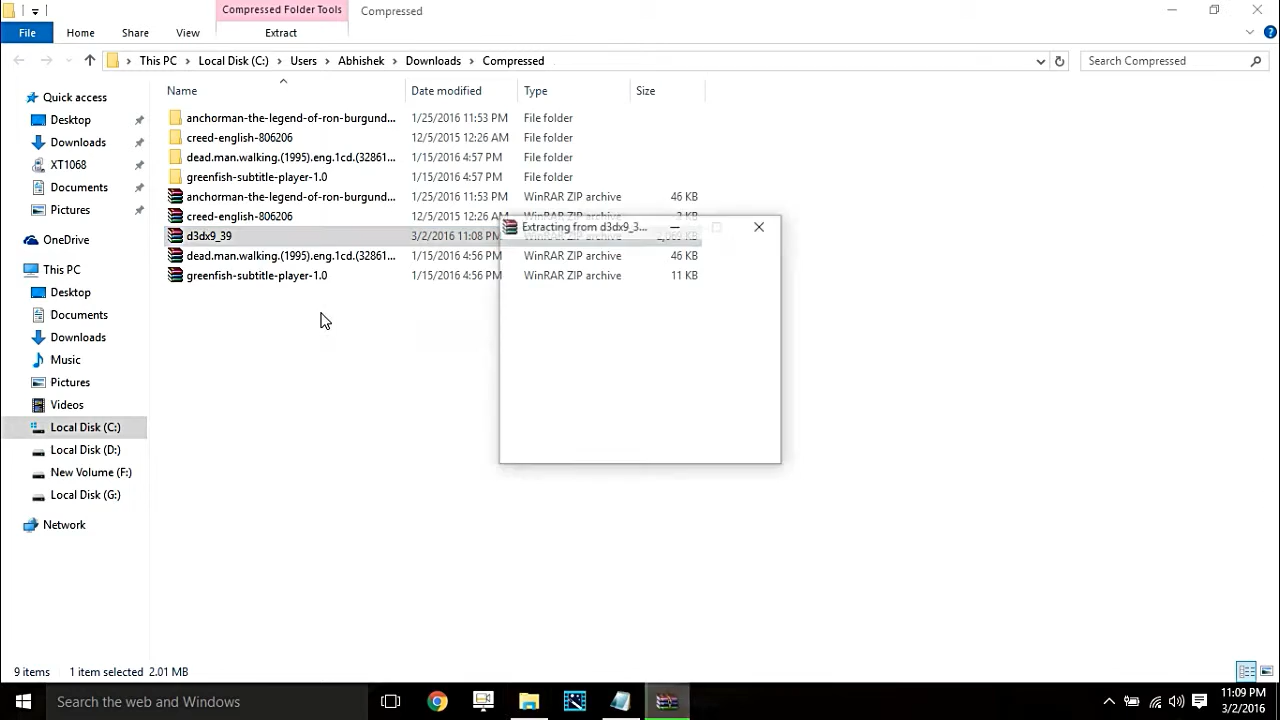 Compressed Folder Tools Compressed
File Home Share View Extract
This PC Local Disk (C:) Users Abhishek Downloads Compressed Search Compressed
Name Date modified Type Size
Quick access
Desktop
Downloads
XT1068
Documents
Pictures
OneDrive
This PC
Desktop
Documents
Downloads
Music
Pictures
Videos
Local Disk (C:)
Local Disk (D:)
New Volume (F:)
Local Disk (G:)
Network
anchorman-the-legend-of-ron-burgund... 1/25/2016 11:53 PM File folder
creed-english-806206 12/5/2015 12:26 AM File folder
dead.man.walking.(1995).eng.1cd.(32861... 1/15/2016 4:57 PM File folder
greenfish-subtitle-player-1.0 1/15/2016 4:57 PM File folder
anchorman-the-legend-of-ron-burgund... 1/25/2016 11:53 PM WinRAR ZIP archive 46 KB
creed-english-806206 12/5/2015 12:26 AM WinRAR ZIP archive 3 KB
d3dx9_39 3/2/2016 11:08 PM WinRAR ZIP archive 2,069 KB
dead.man.walking.(1995).eng.1cd.(32861... 1/15/2016 4:56 PM WinRAR ZIP archive 46 KB
greenfish-subtitle-player-1.0 1/15/2016 4:56 PM WinRAR ZIP archive 11 KB
Extracting from d3dx9_3...
9 items 1 item selected 2.01 MB
Search the web and Windows
11:09 PM
3/2/2016